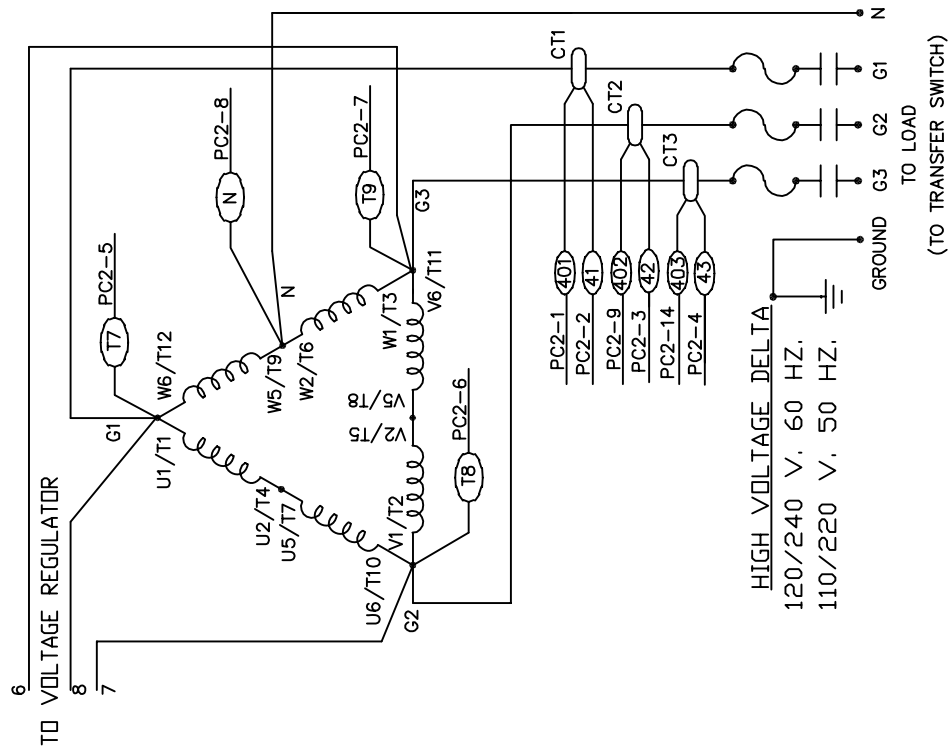 6
TO VOLTAGE REGULATOR
8
7
G1
T7
PC2-5
U1/T1
W6/T12
U2/T4
U5/T7
W5/T9
W2/T6
N
N
PC2-8
U6/T10
V1/T2
V2/T5
V5/T8
W1/T3
V6/T11
T9
PC2-7
G2
G3
T8
PC2-6
CT1
CT2
CT3
PC2-1
401
PC2-2
41
PC2-9
402
PC2-3
42
PC2-14
403
PC2-4
43
N
G1
G2
G3
TO LOAD
(TO TRANSFER SWITCH)
GROUND
HIGH VOLTAGE DELTA
120/240 V. 60 HZ.
110/220 V. 50 HZ.